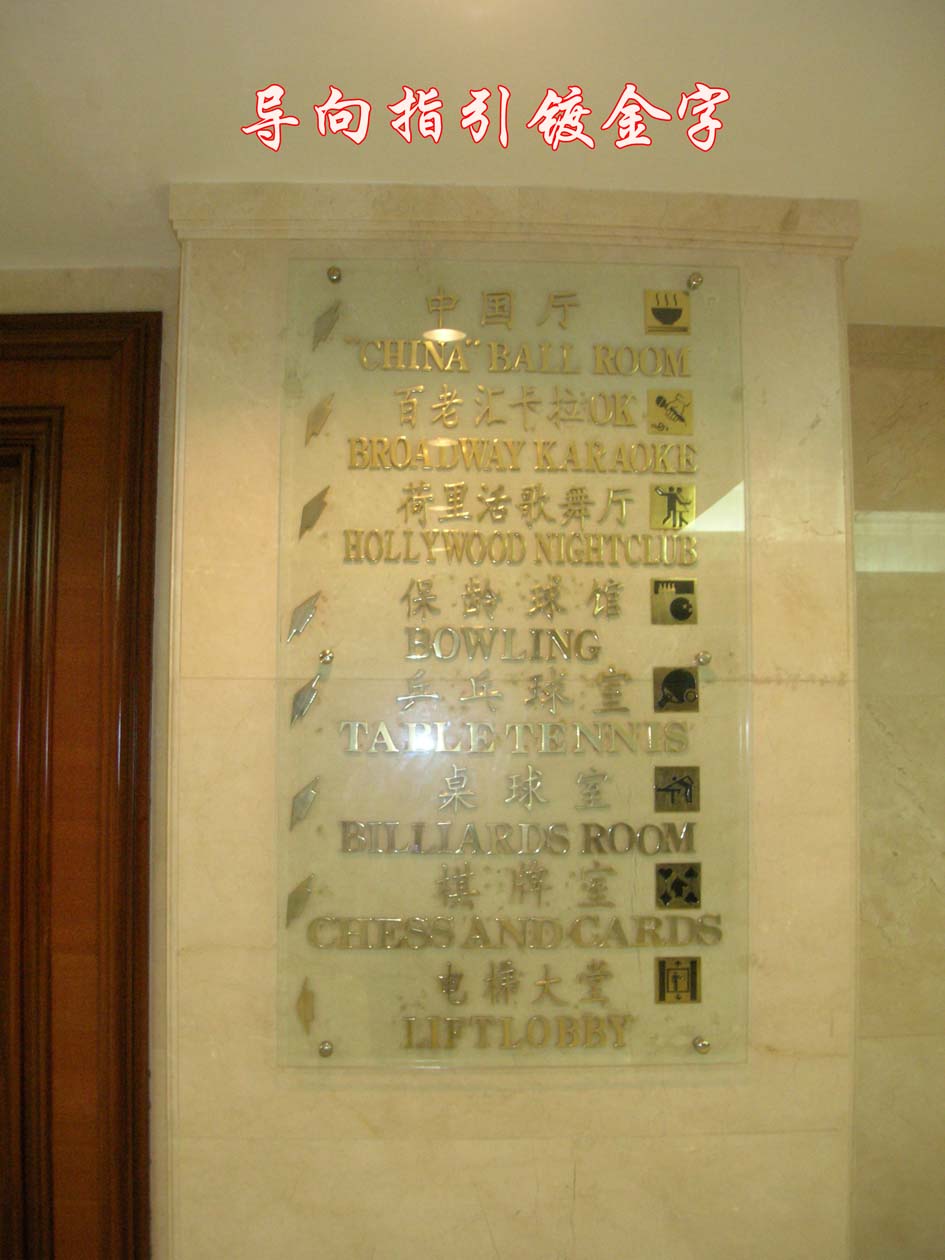 导向指引镀金字
中国厅
"CHINA" BALL ROOM
百老汇卡拉OK
BROADWAY KARAOKE
荷里活歌舞厅
HOLLYWOOD NIGHTCLUB
保龄球馆
BOWLING
乒乓球室
TABLE TENNIS
桌球室
BILLIARDS ROOM
棋牌室
CHESS AND CARDS
电梯大堂
LIFT LOBBY